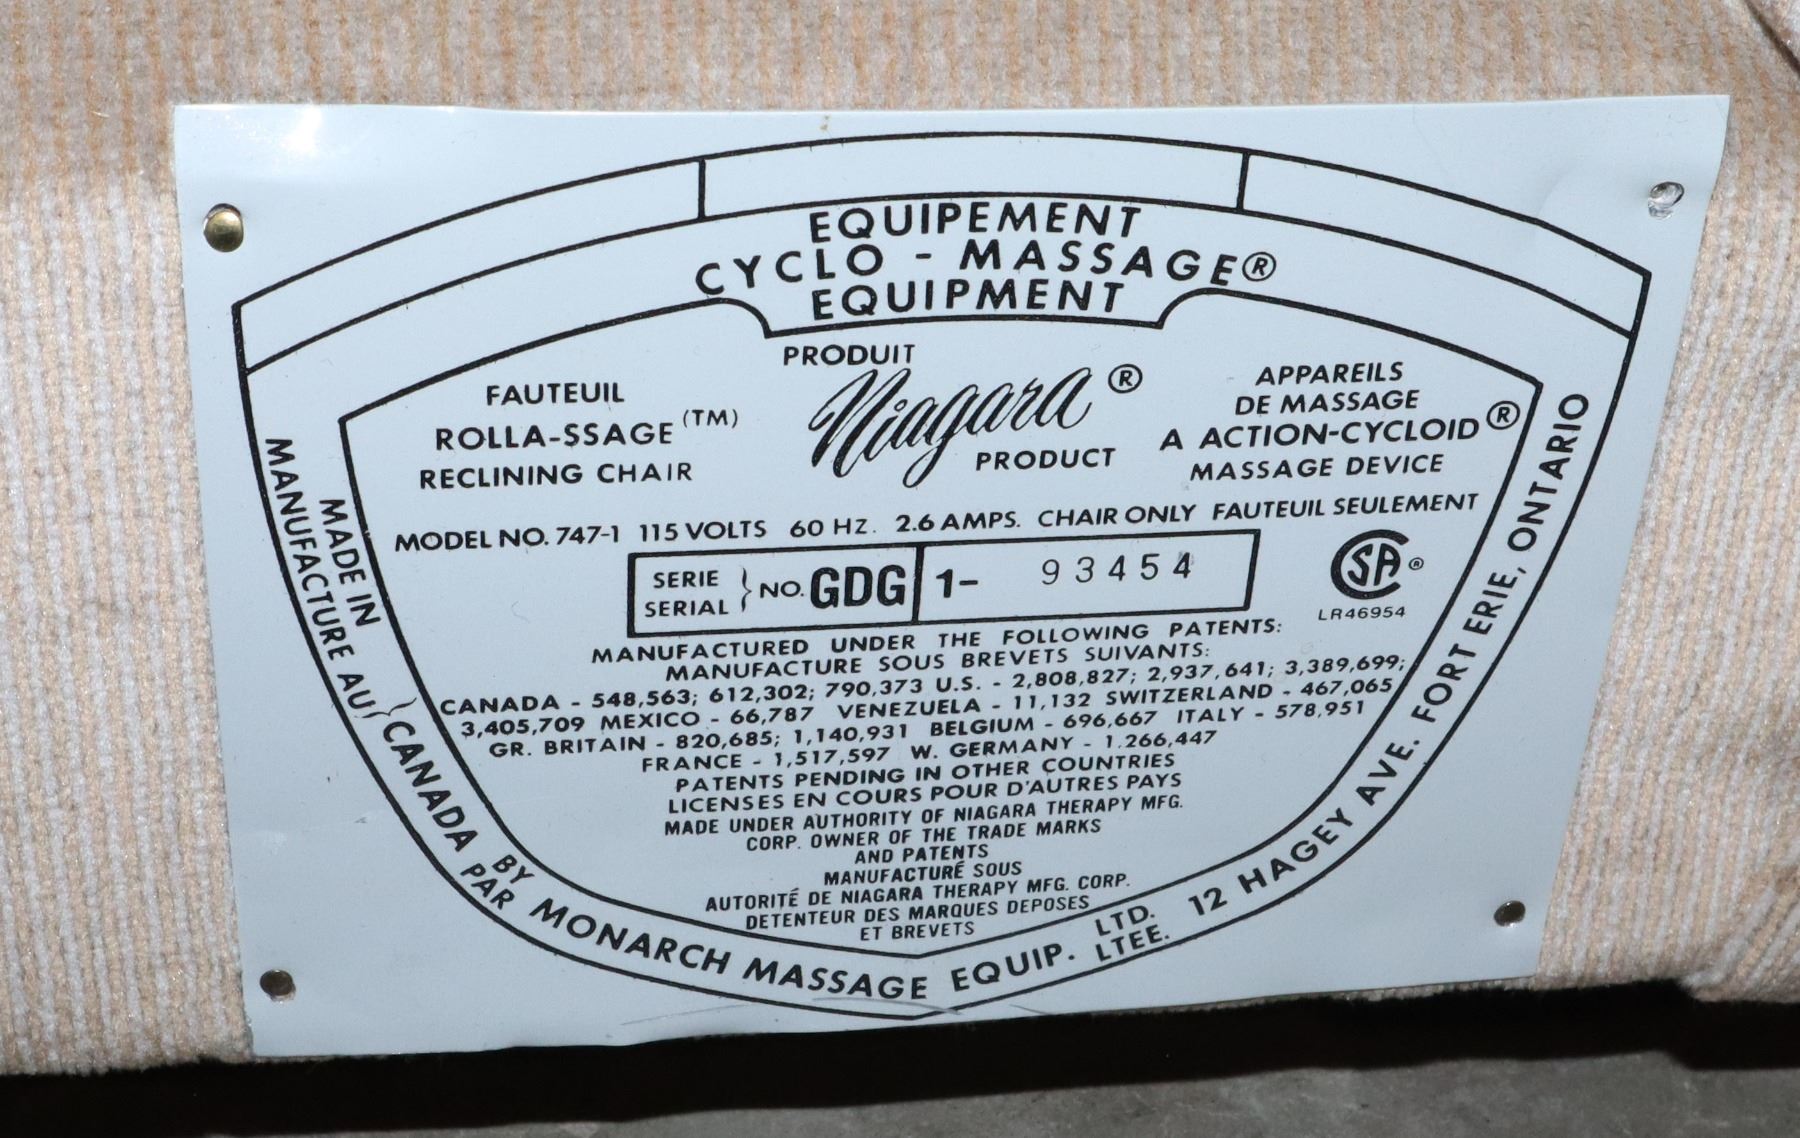 EQUIPEMENT
CYCLO - MASSAGE®
EQUIPMENT
PRODUIT
Niagara®
PRODUCT
FAUTEUIL
ROLLA-SSAGE (TM)
RECLINING CHAIR
APPAREILS
DE MASSAGE
A ACTION-CYCLOID®
MASSAGE DEVICE
MODEL NO. 747-1 115 VOLTS 60 HZ. 2.6 AMPS. CHAIR ONLY FAUTEUIL SEULEMENT
SERIE
SERIAL } NO. GDG 1- 93454
CSA®
LR46954
MANUFACTURED UNDER THE FOLLOWING PATENTS:
MANUFACTURE SOUS BREVETS SUIVANTS:
CANADA - 548,563; 612,302; 790,373 U.S. - 2,808,827; 2,937,641; 3,389,699;
3,405,709 MEXICO - 66,787 VENEZUELA - 11,132 SWITZERLAND - 467,065
GR. BRITAIN - 820,685; 1,140,931 BELGIUM - 696,667 ITALY - 578,951
FRANCE - 1,517,597 W. GERMANY - 1.266,447
PATENTS PENDING IN OTHER COUNTRIES
LICENSES EN COURS POUR D'AUTRES PAYS
MADE UNDER AUTHORITY OF NIAGARA THERAPY MFG.
CORP. OWNER OF THE TRADE MARKS
AND PATENTS
MANUFACTURÉ SOUS
AUTORITÉ DE NIAGARA THERAPY MFG. CORP.
DETENTEUR DES MARQUES DEPOSES
ET BREVETS
MADE IN
MANUFACTURE AU } CANADA
BY
PAR MONARCH MASSAGE EQUIP. LTD.
LTEE. 12 HAGEY AVE. FORT ERIE, ONTARIO